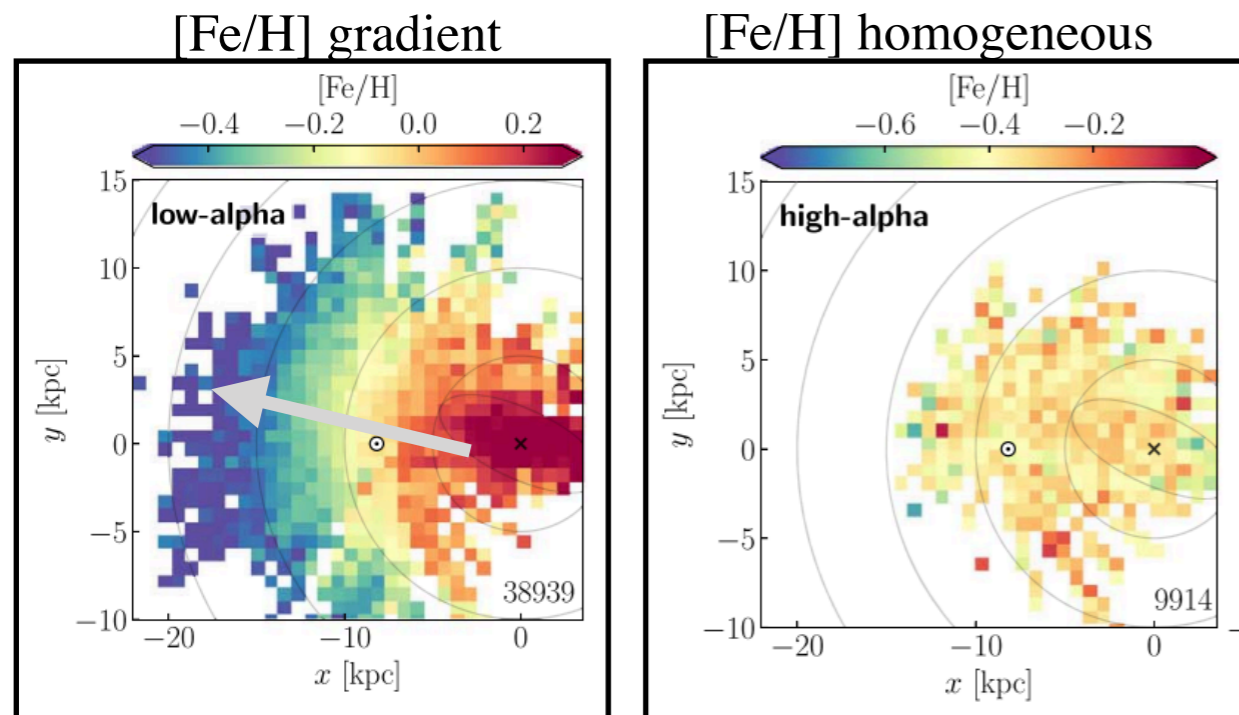 [Fe/H] gradient
[Fe/H]
−0.4 −0.2 0.0 0.2
low-alpha
15
10
5
0
−5
−10
y [kpc]
38939
−20 −10 0
x [kpc]
[Fe/H] homogeneous
[Fe/H]
−0.6 −0.4 −0.2
high-alpha
15
10
5
0
−5
−10
y [kpc]
9914
−20 −10 0
x [kpc]